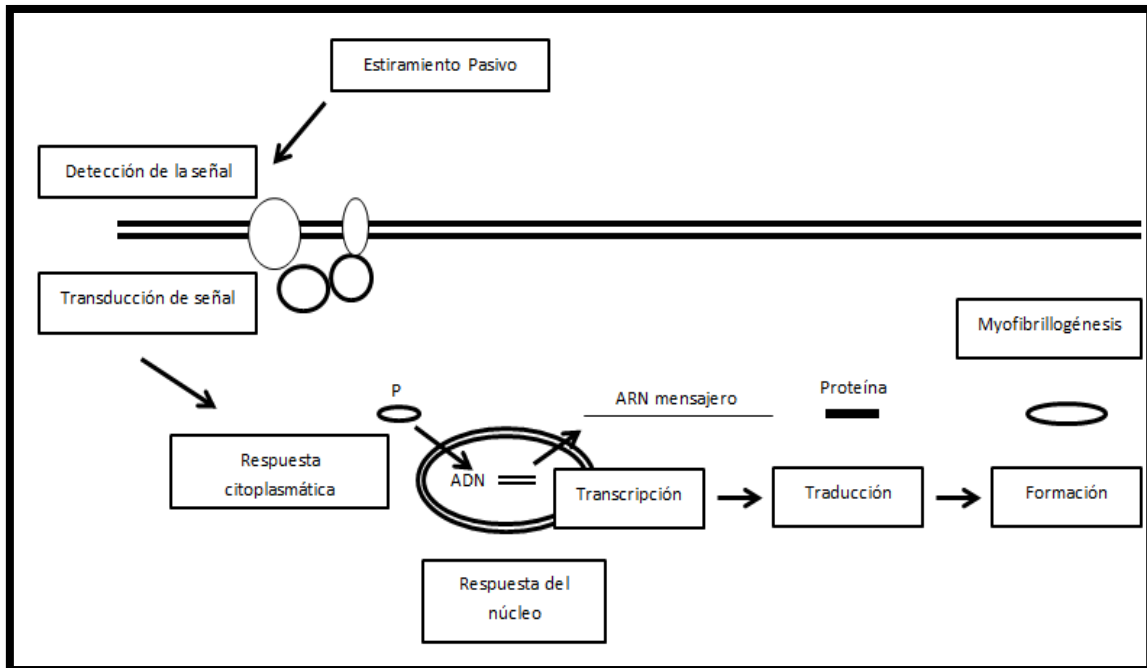 Estiramiento Pasivo
Detección de la señal
Transducción de señal
Myofibrillogénesis
P
ARN mensajero
Proteína
Respuesta
citoplasmática
ADN
Transcripción
Traducción
Formación
Respuesta del
núcleo